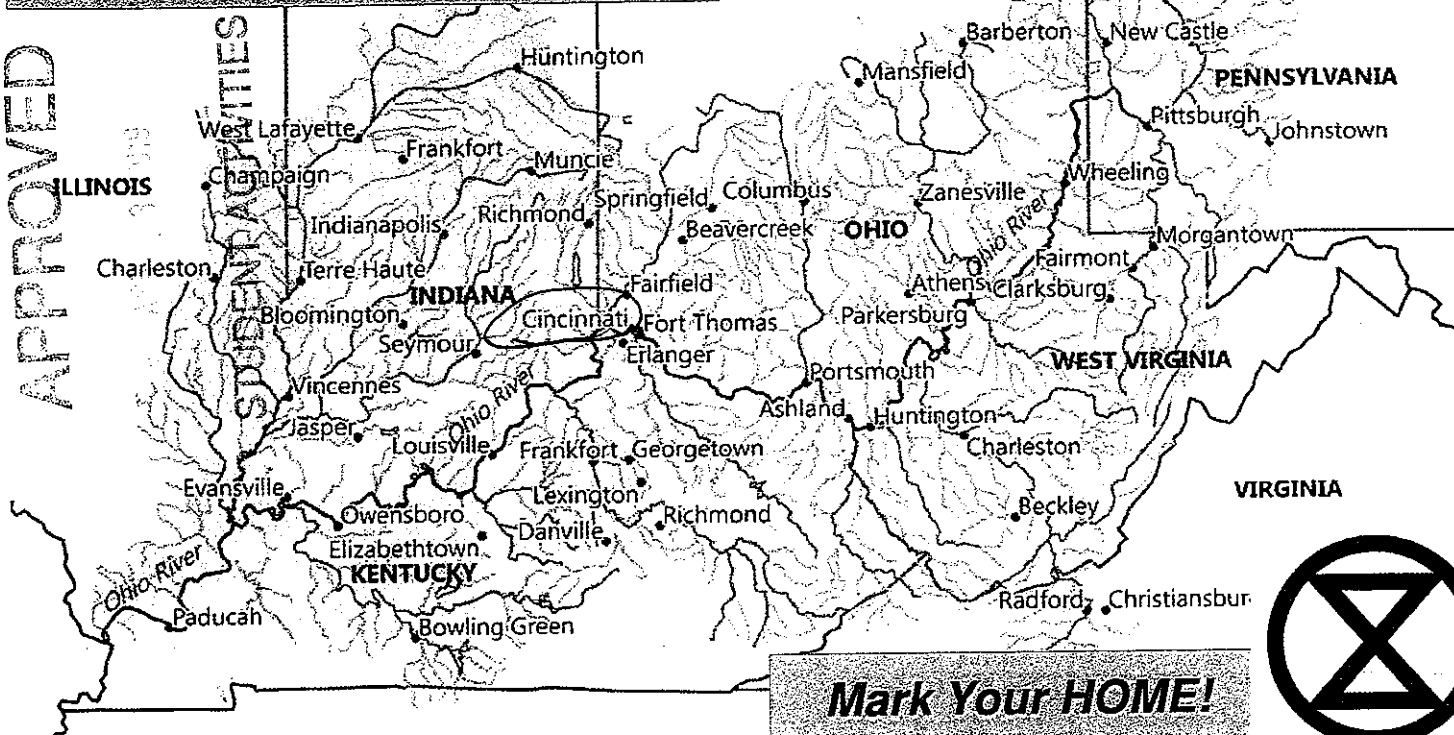 APPROVED
STUDENT ACTIVITIES
Barberton
New Castle
Huntington
Mansfield
PENNSYLVANIA
Pittsburgh
West Lafayette
Johnstown
Frankfort
Muncie
Wheeling
ILLINOIS
Champaign
Springfield
Columbus
Zanesville
Richmond
Indianapolis
Beavercreek
OHIO
Ohio River
Morgantown
Fairmont
Charleston
Terre Haute
INDIANA
Fairfield
Athens
Clarksburg
Bloomington
Cincinnati
Fort Thomas
Parkersburg
Seymour
Erlanger
WEST VIRGINIA
Vincennes
Ohio River
Portsmouth
Ashland
Huntington
Jasper
Louisville
Frankfort
Georgetown
Charleston
Evansville
Lexington
VIRGINIA
Owensboro
Danville
Richmond
Beckley
Elizabethtown
KENTUCKY
Ohio River
Paducah
Radford
Christiansbur
Bowling Green
Mark Your HOME!